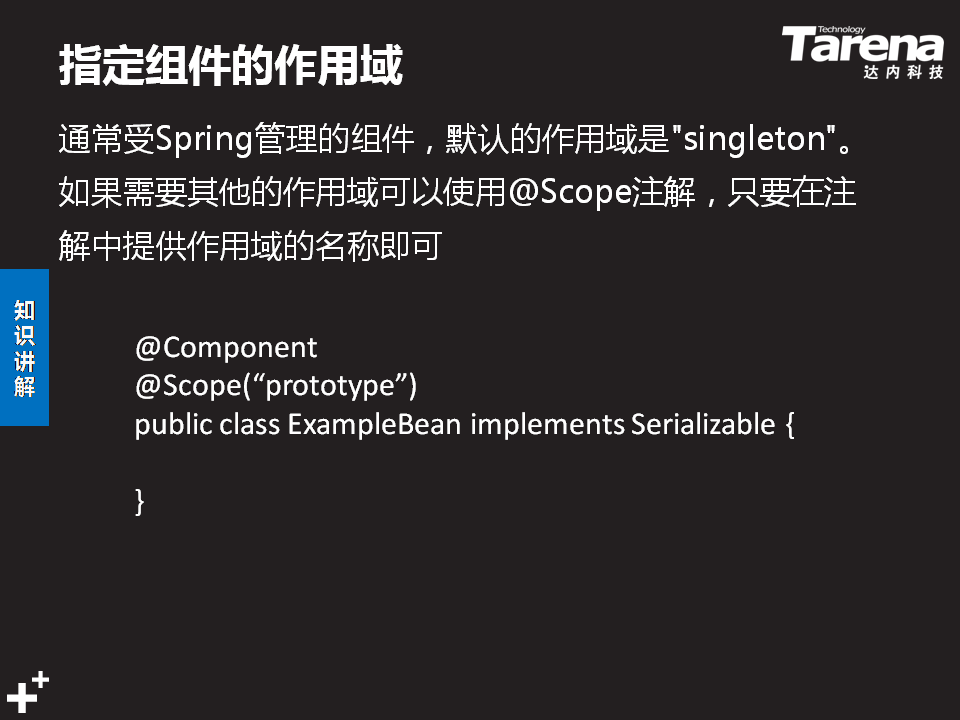 指定组件的作用域
Technology
Tarena
达内科技
通常受Spring管理的组件，默认的作用域是"singleton"。
如果需要其他的作用域可以使用@Scope注解，只要在注
解中提供作用域的名称即可
知识讲解
@Component
@Scope(“prototype”)
public class ExampleBean implements Serializable {
}